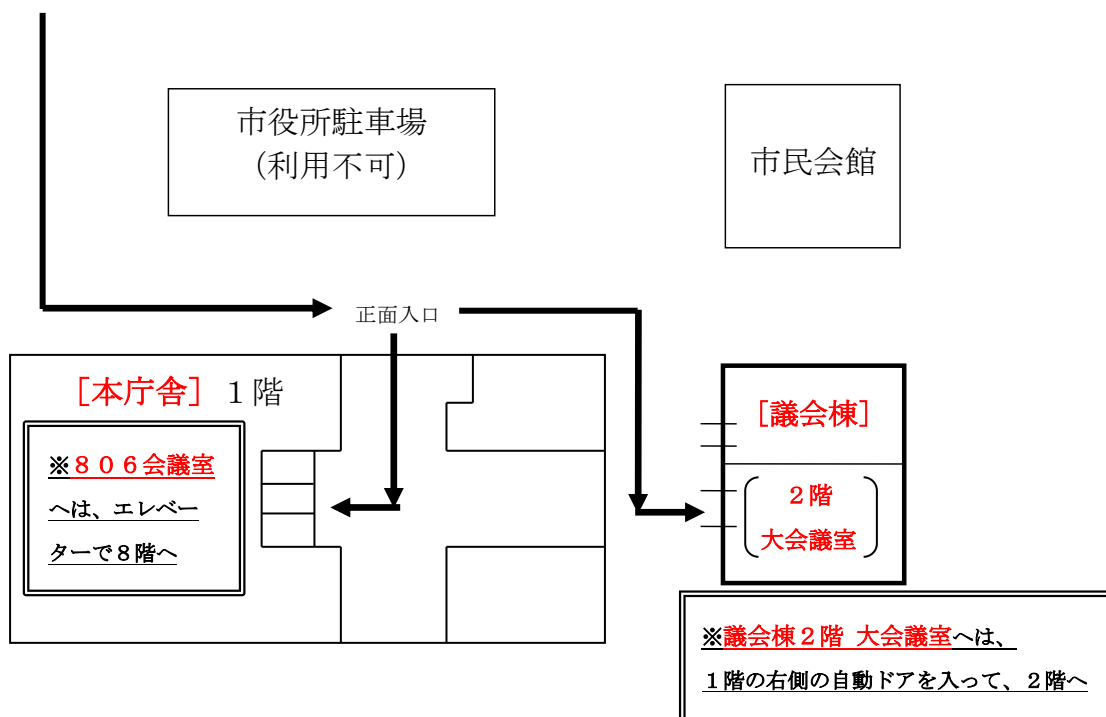 市役所駐車場
(利用不可)
市民会館
正面入口
[本庁舎] 1階
※806会議室
へは、エレベー
ターで8階へ
[議会棟]
2階
大会議室
※議会棟2階 大会議室へは、
1階の右側の自動ドアを入って、2階へ